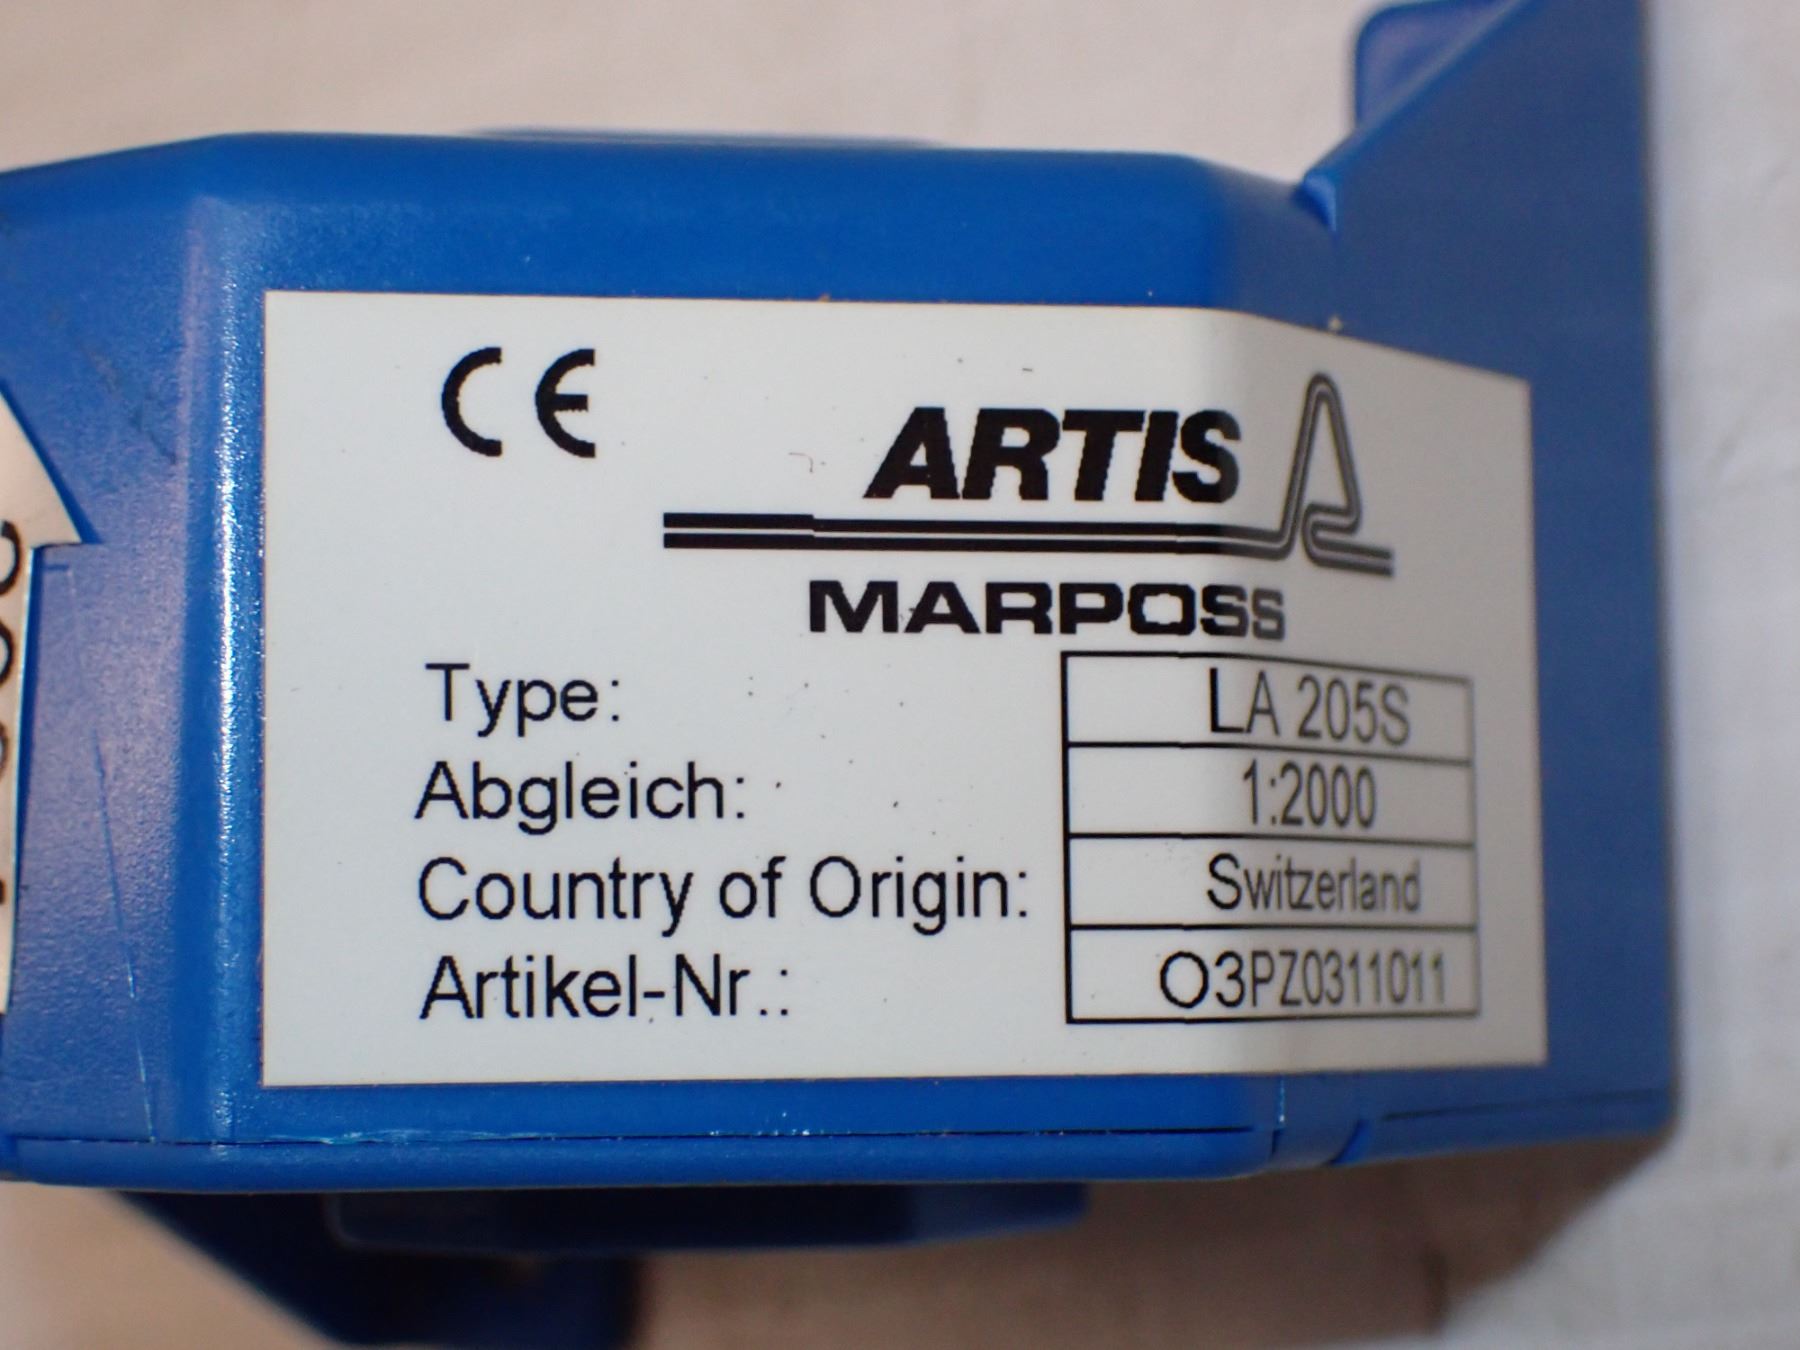 CE
ARTIS
MARPOSS
Type: LA 205S
Abgleich: 1:2000
Country of Origin: Switzerland
Artikel-Nr.: O3PZ0311011